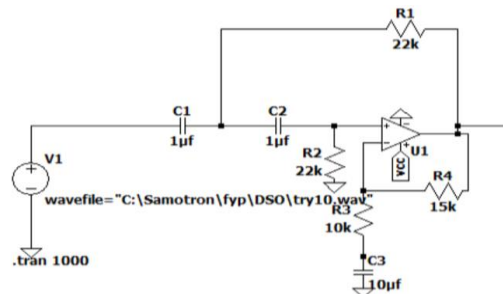 R1
22k
C1
C2
1µf
1µf
R2
22k
V1
U1
VCC
R4
15k
wavefile="C:\Samotron\fyp\DSO\try10.wav"
R3
10k
.tran 1000
C3
10µf